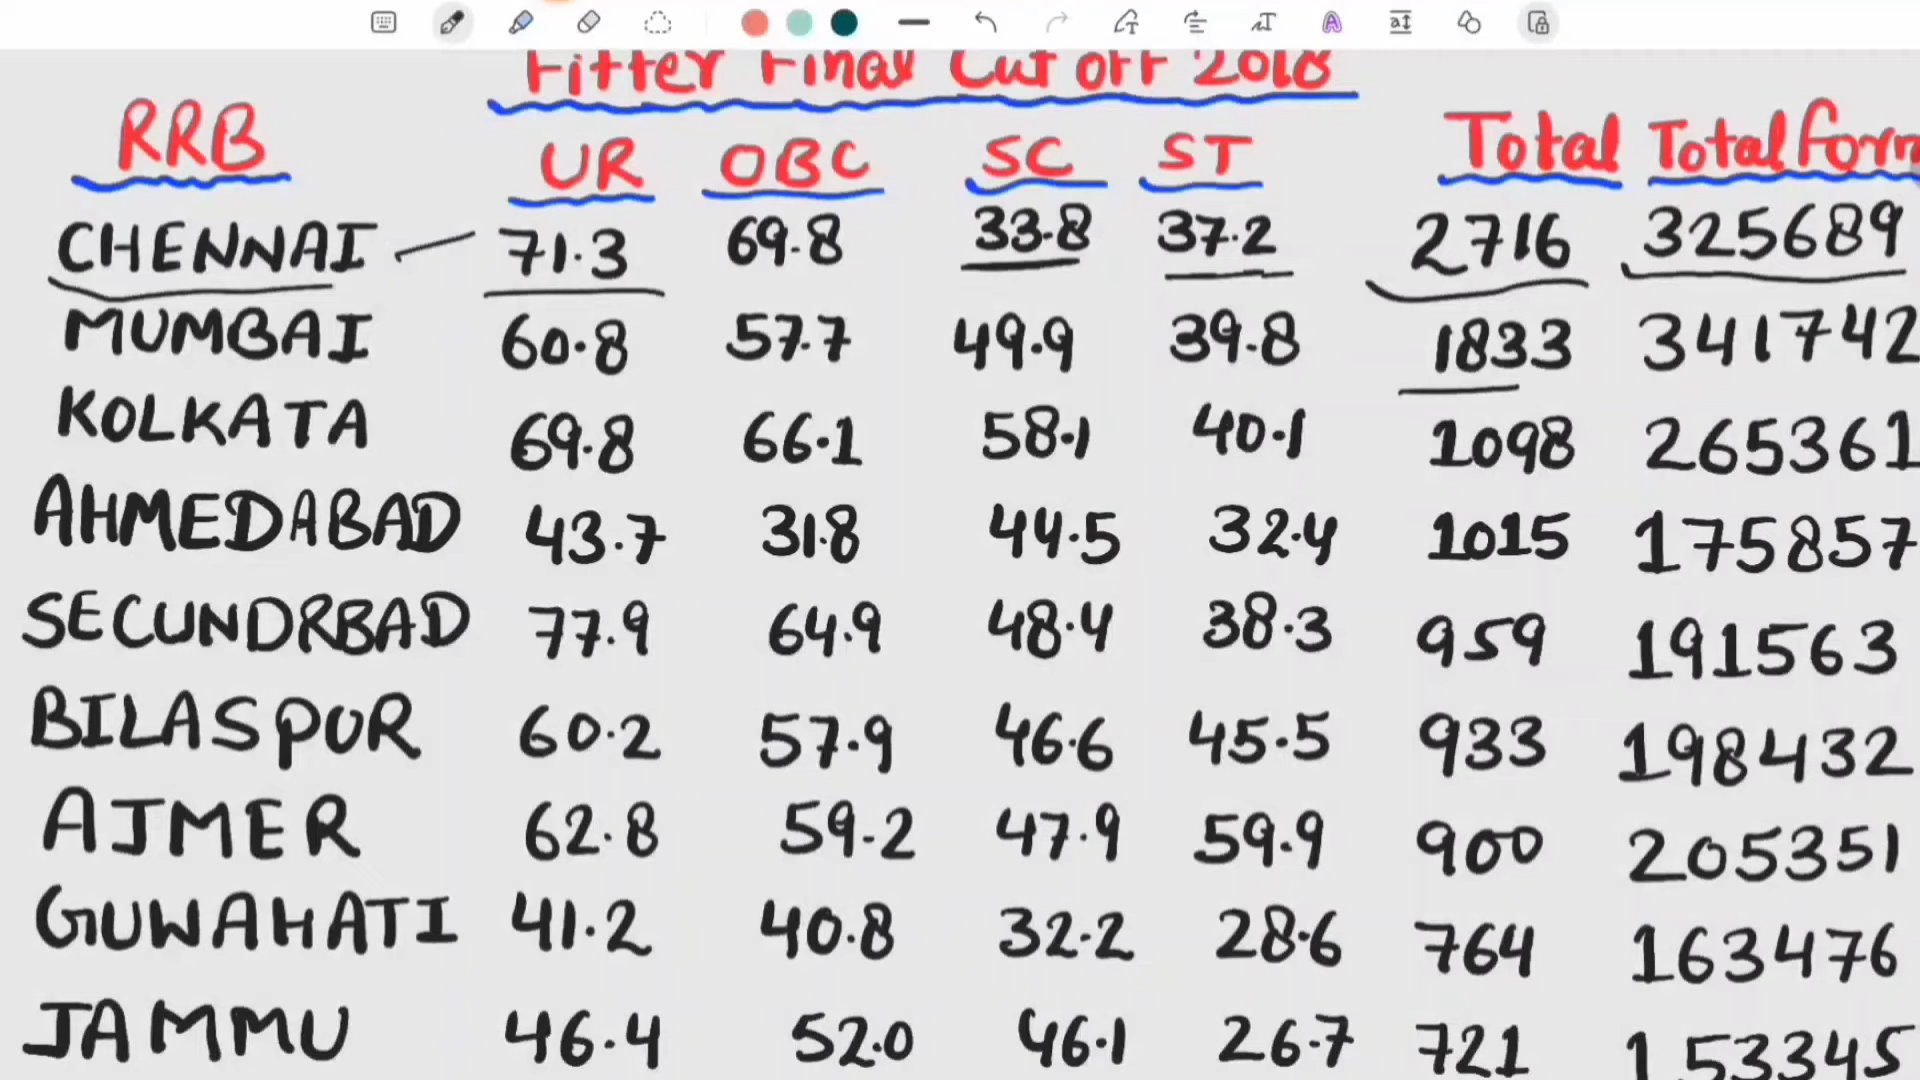 Fitter Final Cut off 2018
RRB UR OBC SC ST Total Total Form
CHENNAI 71.3 69.8 33.8 37.2 2716 325689
MUMBAI 60.8 57.7 49.9 39.8 1833 341742
KOLKATA 69.8 66.1 58.1 40.1 1098 265361
AHMEDABAD 43.7 31.8 44.5 32.4 1015 175857
SECUNDRBAD 77.9 64.9 48.4 38.3 959 191563
BILASPUR 60.2 57.9 46.6 45.5 933 198432
AJMER 62.8 59.2 47.9 59.9 900 205351
GUWAHATI 41.2 40.8 32.2 28.6 764 163476
JAMMU 46.4 52.0 46.1 26.7 721 153345